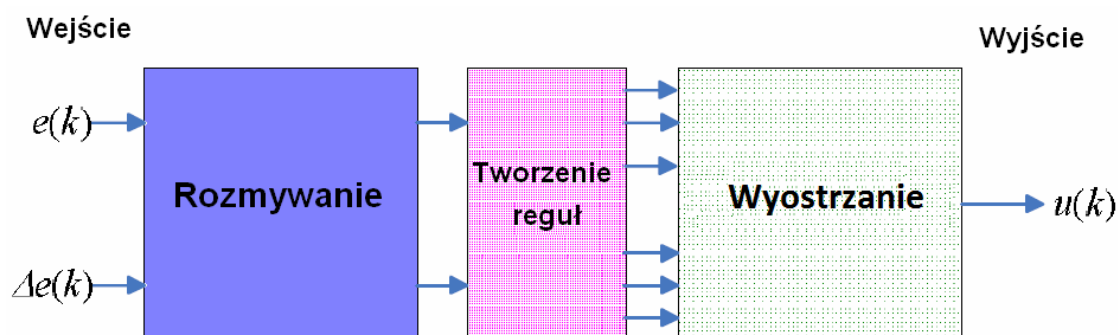 Wejście
Wyjście
e(k)
Rozmywanie
Tworzenie
reguł
Wyostrzanie
u(k)
Δe(k)